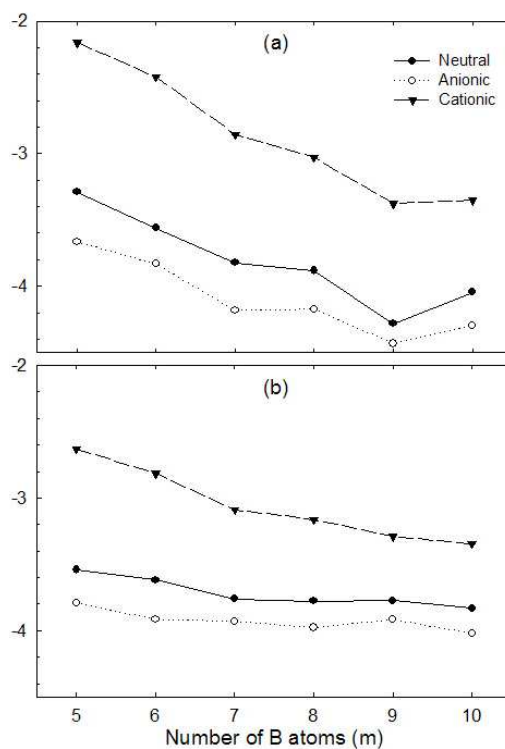 -2
(a)
Neutral
Anionic
Cationic
-3
-4
-2
(b)
-3
-4
5 6 7 8 9 10
Number of B atoms (m)